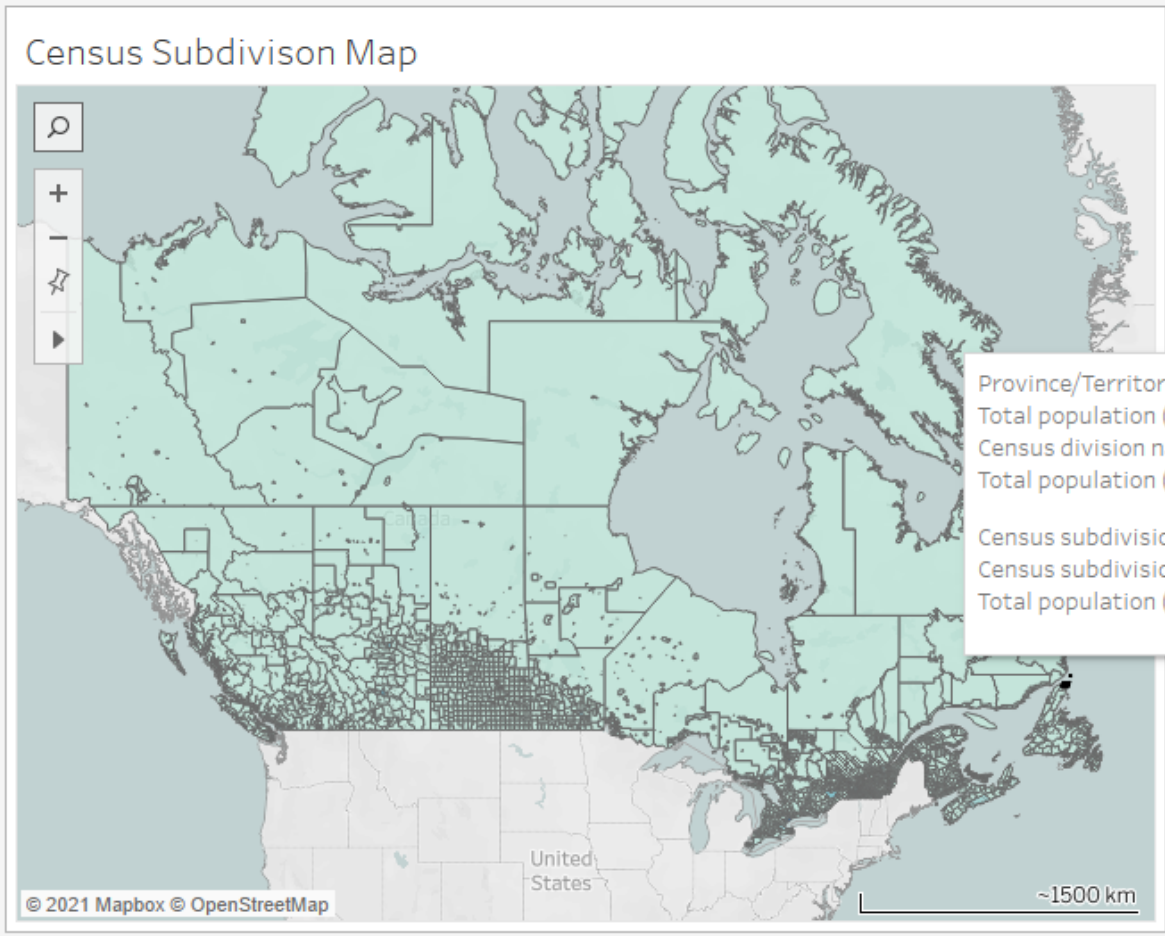 Census Subdivison Map
Canada
Province/Territor
Total population (
Census division n
Total population (
Census subdivisio
Census subdivisio
Total population (
United
States
© 2021 Mapbox © OpenStreetMap
~1500 km